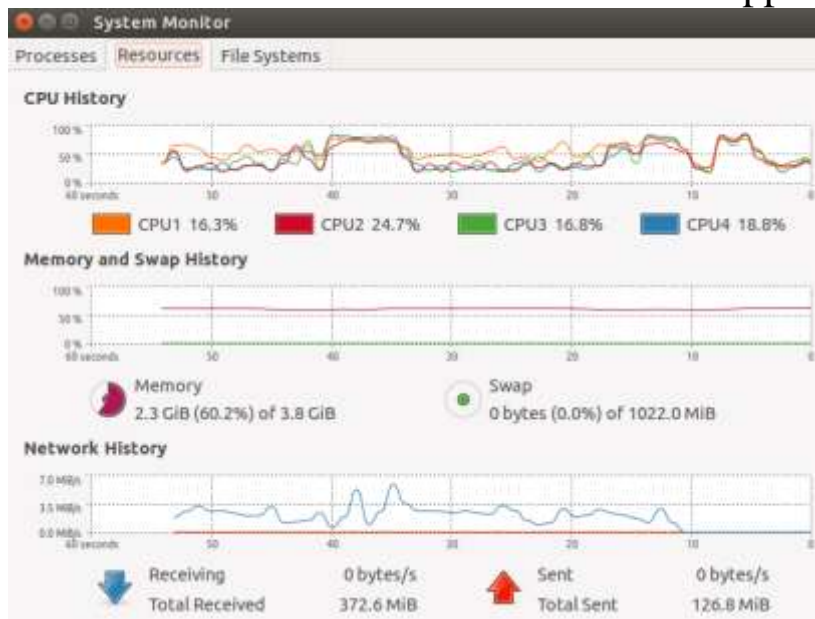 pp
System Monitor
Processes Resources File Systems
CPU History
100 %
50 %
0 %
60 seconds 50 40 30 20 10 0
CPU1 16.3% CPU2 24.7% CPU3 16.8% CPU4 18.8%
Memory and Swap History
100 %
50 %
0 %
60 seconds 50 40 30 20 10 0
Memory Swap
2.3 GiB (60.2%) of 3.8 GiB 0 bytes (0.0%) of 1022.0 MiB
Network History
7.0 MiB/s
3.5 MiB/s
0.0 MiB/s
60 seconds 50 40 30 20 10 0
Receiving 0 bytes/s Sent 0 bytes/s
Total Received 372.6 MiB Total Sent 126.8 MiB